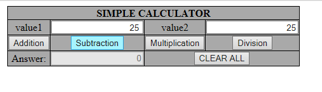 SIMPLE CALCULATOR
value1 25 value2 25
Addition Subtraction Multiplication Division
Answer: 0 CLEAR ALL